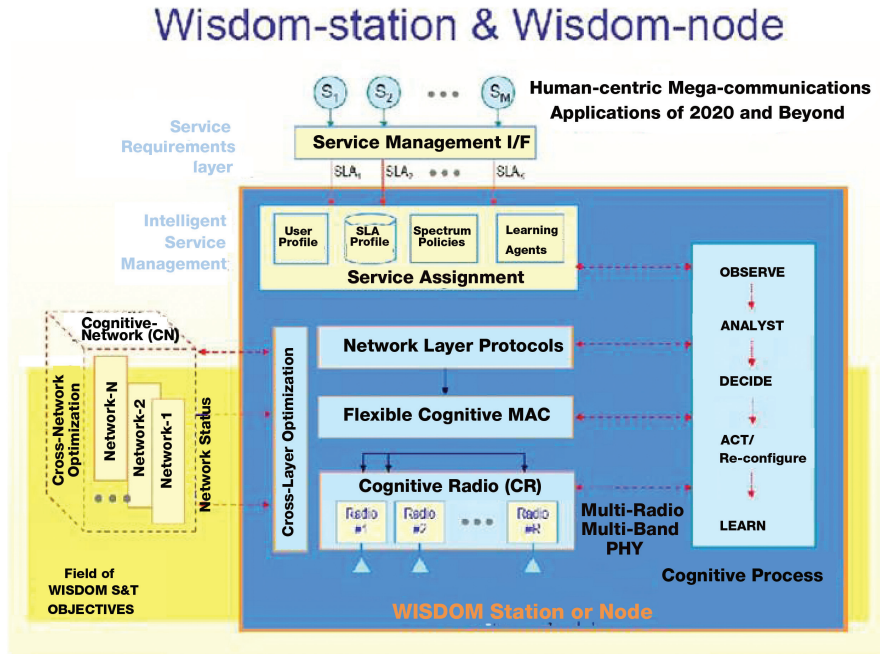 Wisdom-station & Wisdom-node
S1
S2
SM
Human-centric Mega-communications
Applications of 2020 and Beyond
Service
Requirements
layer
Service Management I/F
SLA1
SLA2
Intelligent
Service
Management
User
Profile
SLA
Profile
Spectrum
Policies
Learning
Agents
Service Assignment
OBSERVE
ANALYST
DECIDE
ACT/
Re-configure
LEARN
Cognitive Process
Cognitive-
Network (CN)
Cross-Network
Optimization
Network-N
Network-2
Network-1
Network Status
Cross-Layer Optimization
Network Layer Protocols
Flexible Cognitive MAC
Cognitive Radio (CR)
Radio
#1
Radio
#2
Radio
#R
Multi-Radio
Multi-Band
PHY
Field of
WISDOM S&T
OBJECTIVES
WISDOM Station or Node